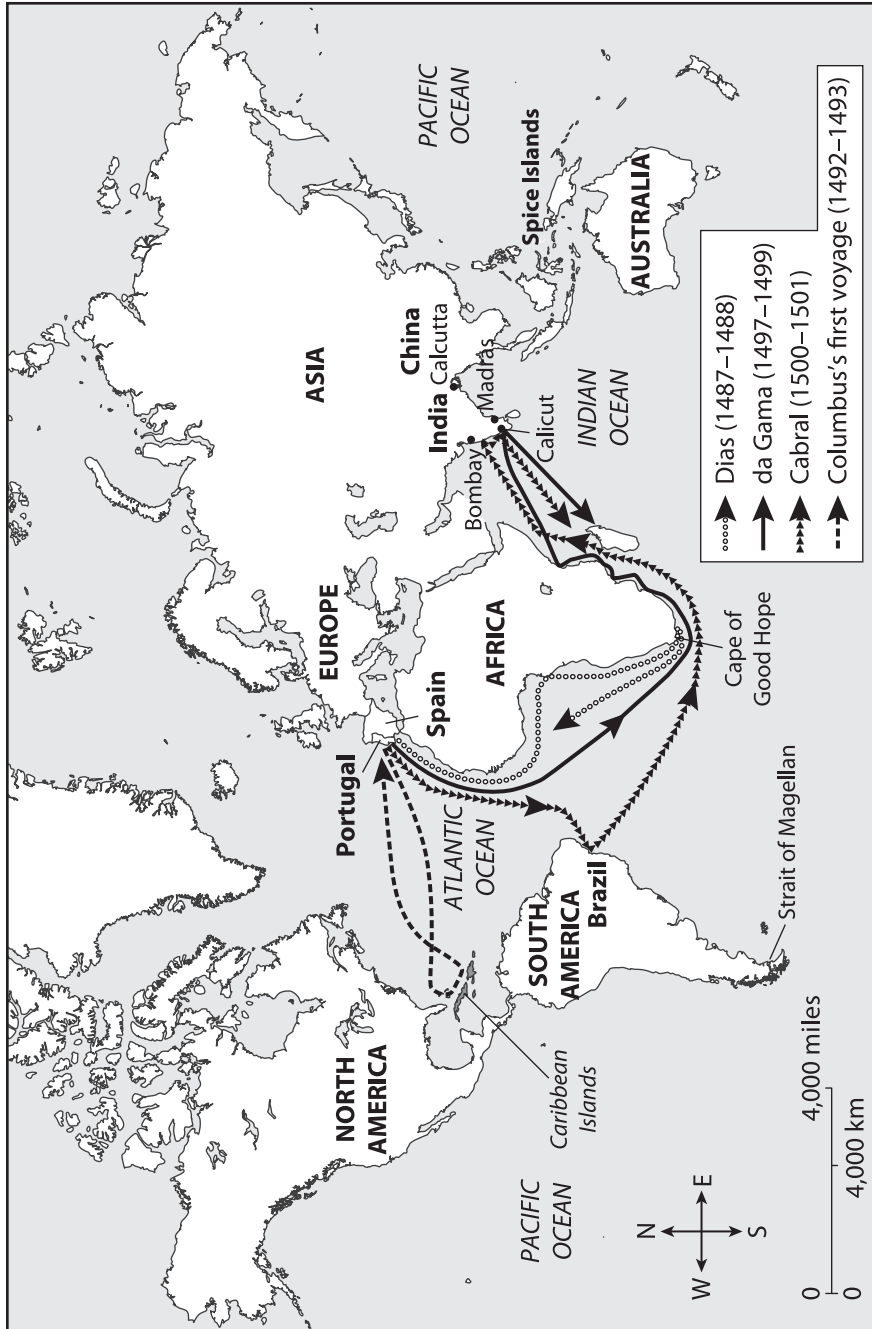 PACIFIC
OCEAN
NORTH
AMERICA
Caribbean
Islands
ATLANTIC
OCEAN
SOUTH
AMERICA
Brazil
Strait of Magellan
Portugal
Spain
EUROPE
AFRICA
Cape of
Good Hope
ASIA
China
India
Calcutta
Bombay
Madras
Calicut
INDIAN
OCEAN
PACIFIC
OCEAN
Spice Islands
AUSTRALIA
N
W
E
S
0
4,000 miles
0
4,000 km
Dias (1487–1488)
da Gama (1497–1499)
Cabral (1500–1501)
Columbus's first voyage (1492–1493)